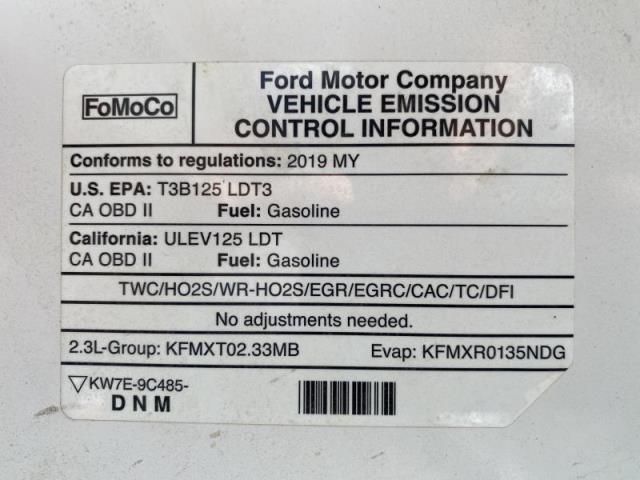 FoMoCo
Ford Motor Company
VEHICLE EMISSION
CONTROL INFORMATION
Conforms to regulations: 2019 MY
U.S. EPA: T3B125 LDT3
CA OBD II Fuel: Gasoline
California: ULEV125 LDT
CA OBD II Fuel: Gasoline
TWC/HO2S/WR-HO2S/EGR/EGRC/CAC/TC/DFI
No adjustments needed.
2.3L-Group: KFMXT02.33MB Evap: KFMXR0135NDG
KW7E-9C485-
DNM